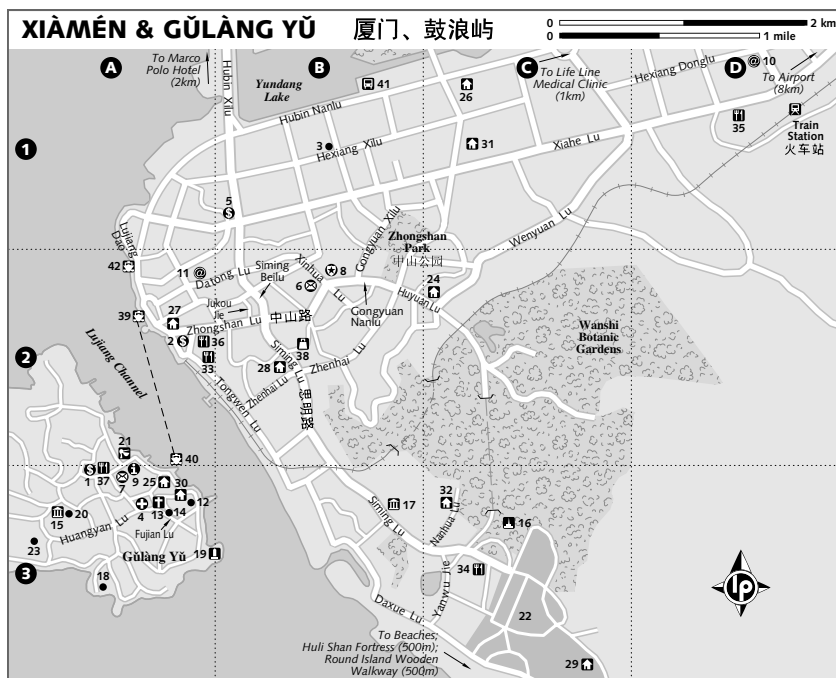 XIÀMÉN & GǓLÀNG YǓ 厦门、鼓浪屿
0 2 km
0 1 mile
A
B
C
D
1
2
3
To Marco
Polo Hotel
(2km)
Hubin Xilu
Yundang
Lake
41
26
To Life Line
Medical Clinic
(1km)
Hexiang Donglu
@ 10
To Airport
(8km)
Hubin Nanlu
35
Train
Station
火车站
3
Hexiang Xilu
31
Xiahe Lu
5
$
Lujiang
Dao
Gongyuan Xilu
Zhongshan
Park
中山公园
Wenyuan Lu
42
11 @
Datong Lu
Siming
Beilu
Xinhua
Lu
8
6
24
Huyuan Lu
Jukou
Jie
Gongyuan
Nanlu
27
39
Zhongshan Lu
中山路
2 $
36
33
38
28
Siming Lu
思明路
Zhenhai Lu
Zhenhai Lu
Wanshi
Botanic
Gardens
Lujiang Channel
Tongwen Lu
21
40
$
1
37
7
i
9
25
30
12
15
20
4
13
14
Huangyan Lu
Fujian Lu
23
Gǔlàng Yǔ
19
18
Siming Lu
17
32
Nanhua Lu
16
34
Yanwu Jie
22
Daxue Lu
To Beaches;
Huli Shan Fortress (500m);
Round Island Wooden
Walkway (500m)
29
lp